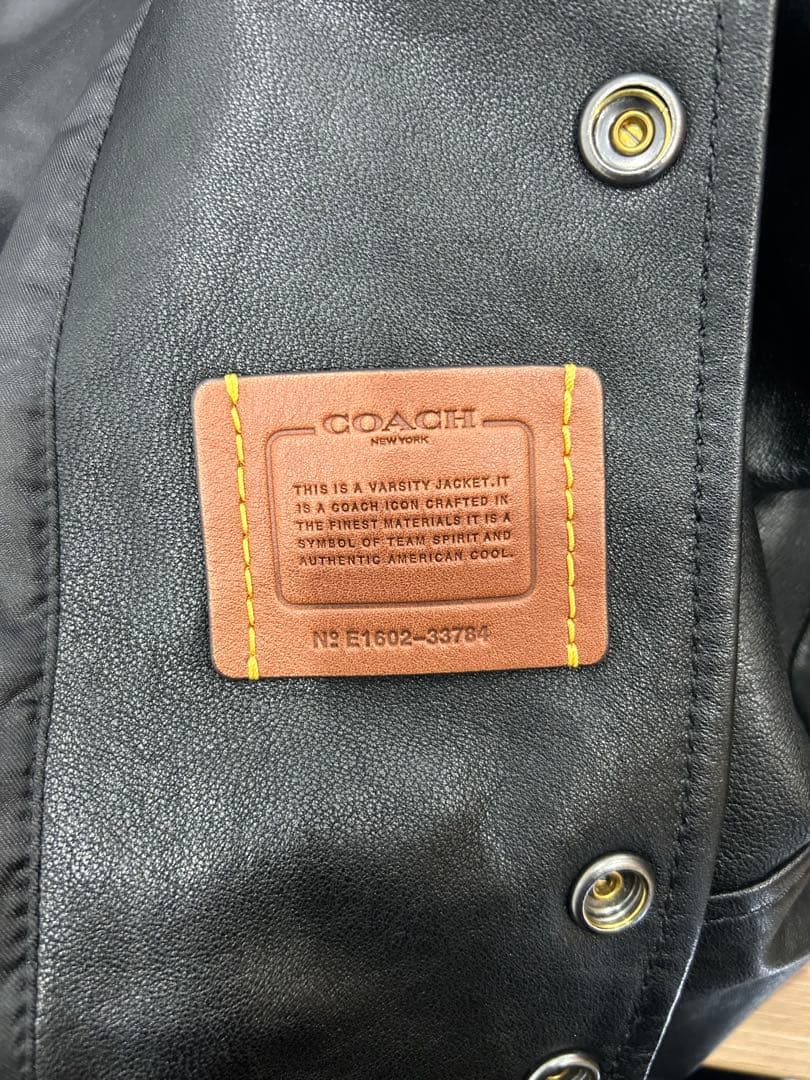 COACH
NEW YORK
THIS IS A VARSITY JACKET.IT
IS A COACH ICON CRAFTED IN
THE FINEST MATERIALS IT IS A
SYMBOL OF TEAM SPIRIT AND
AUTHENTIC AMERICAN COOL.
Nº E1602-33784